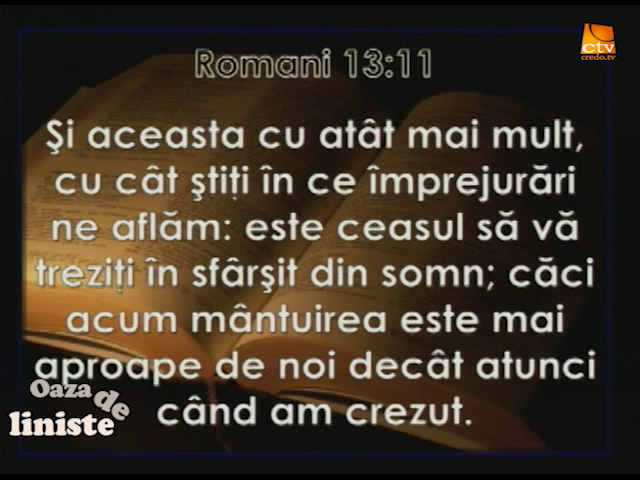 ctv
credo.tv
Romani 13:11
Şi aceasta cu atât mai mult,
cu cât ştiţi în ce împrejurări
ne aflăm: este ceasul să vă
treziţi în sfârşit din somn; căci
acum mântuirea este mai
aproape de noi decât atunci
când am crezut.
Oaza de
liniste